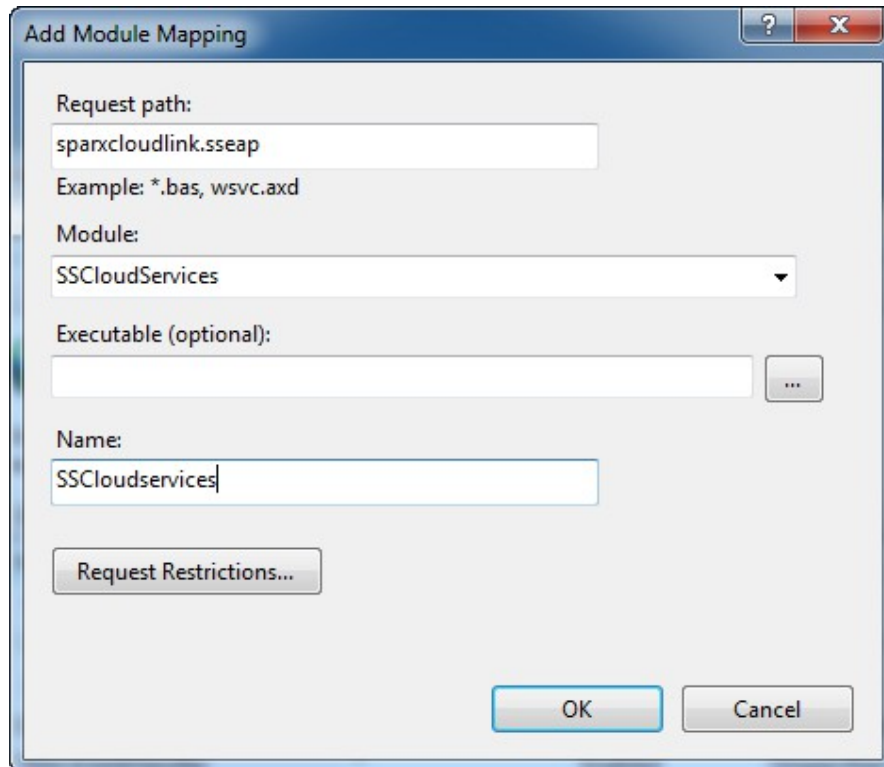 Add Module Mapping
?
X
Request path:
sparxcloudlink.sseap
Example: *.bas, wsvc.axd
Module:
SSCloudServices
Executable (optional):
...
Name:
SSCloudservices
Request Restrictions...
OK Cancel